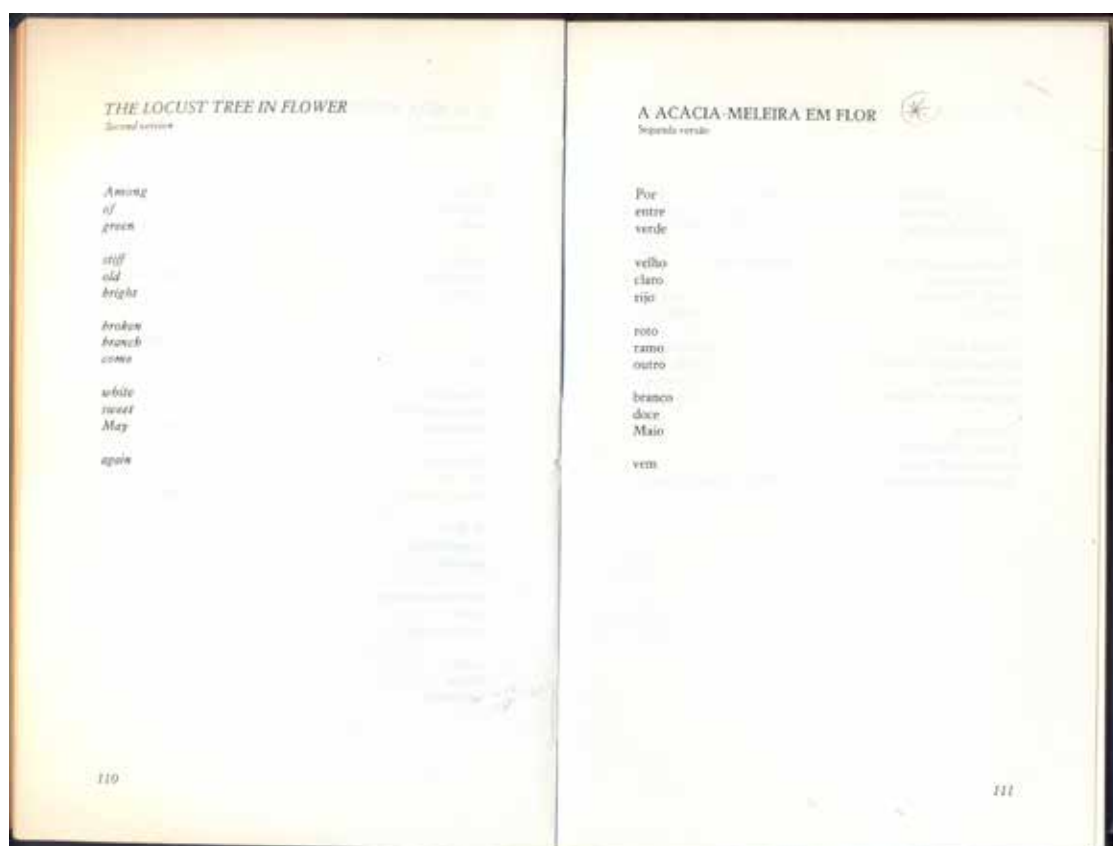 THE LOCUST TREE IN FLOWER
Second version
Among
of
green
stiff
old
bright
broken
branch
come
white
sweet
May
again
110
A ACÁCIA-MELEIRA EM FLOR
Segunda versão
Por
entre
verde
velho
claro
rijo
roto
ramo
outro
branco
doce
Maio
vem
111